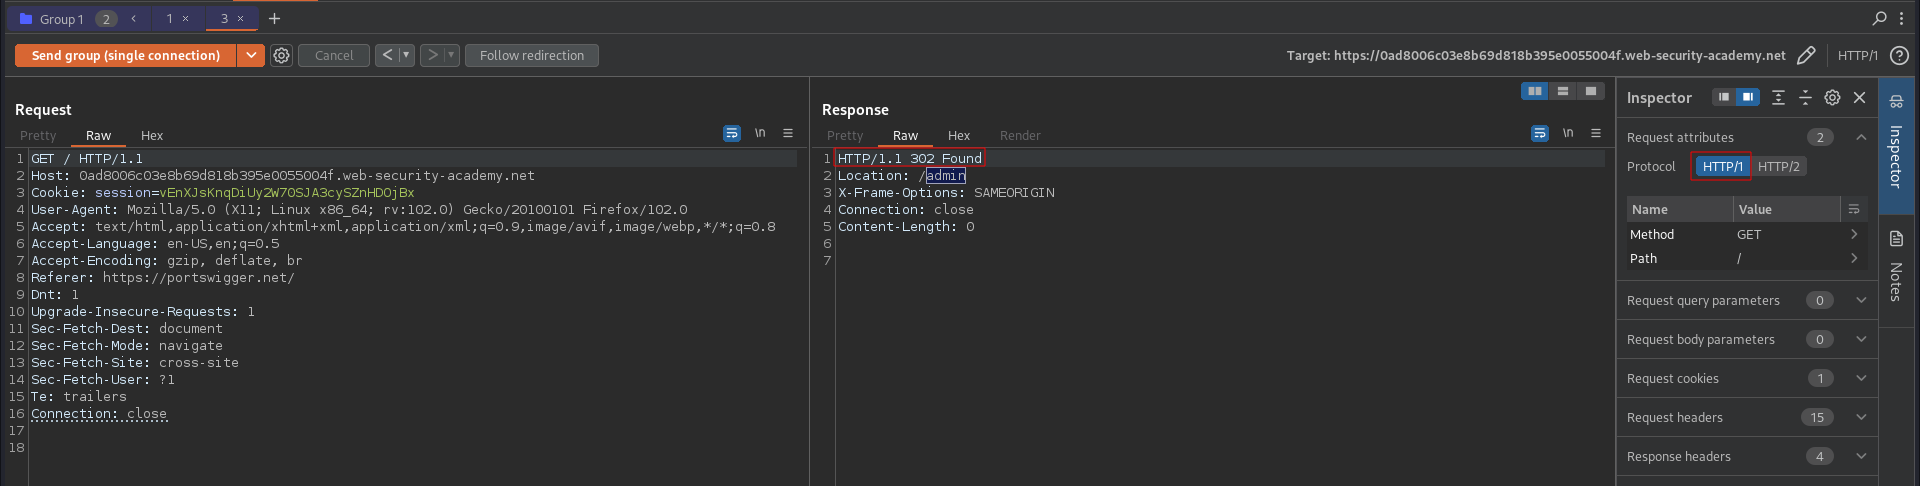 Group 1 2 < 1 × 3 × +
Send group (single connection) Cancel < > Follow redirection Target: https://0ad8006c03e8b69d818b395e0055004f.web-security-academy.net HTTP/1 ?
Request
Pretty Raw Hex \n
1 GET / HTTP/1.1
2 Host: 0ad8006c03e8b69d818b395e0055004f.web-security-academy.net
3 Cookie: session=vEnXJsKnqDiUy2W70SJA3cySZnHDOjBx
4 User-Agent: Mozilla/5.0 (X11; Linux x86_64; rv:102.0) Gecko/20100101 Firefox/102.0
5 Accept: text/html,application/xhtml+xml,application/xml;q=0.9,image/avif,image/webp,*/*;q=0.8
6 Accept-Language: en-US,en;q=0.5
7 Accept-Encoding: gzip, deflate, br
8 Referer: https://portswigger.net/
9 Dnt: 1
10 Upgrade-Insecure-Requests: 1
11 Sec-Fetch-Dest: document
12 Sec-Fetch-Mode: navigate
13 Sec-Fetch-Site: cross-site
14 Sec-Fetch-User: ?1
15 Te: trailers
16 Connection: close
17
18
Response
Pretty Raw Hex Render \n
1 HTTP/1.1 302 Found
2 Location: /admin
3 X-Frame-Options: SAMEORIGIN
4 Connection: close
5 Content-Length: 0
6
7
Inspector
Request attributes 2
Protocol HTTP/1 HTTP/2
Name Value
Method GET
Path /
Request query parameters 0
Request body parameters 0
Request cookies 1
Request headers 15
Response headers 4
Inspector
Notes